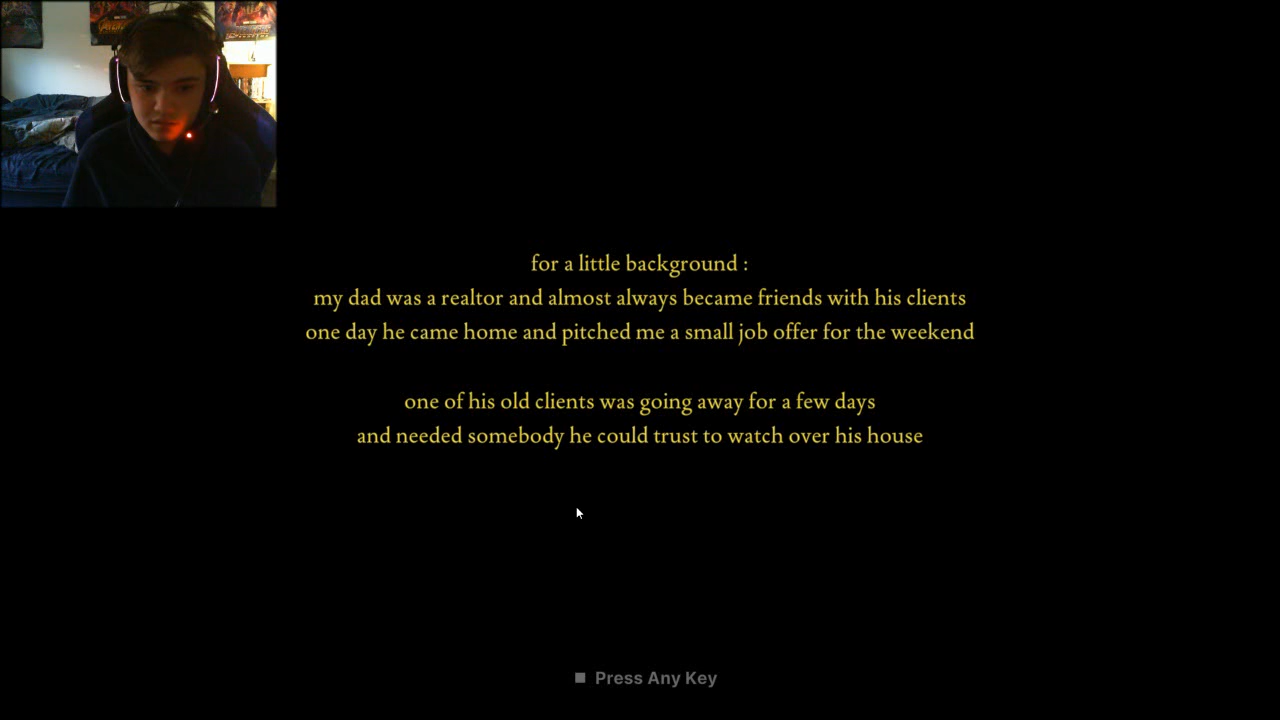 for a little background :
my dad was a realtor and almost always became friends with his clients
one day he came home and pitched me a small job offer for the weekend
one of his old clients was going away for a few days
and needed somebody he could trust to watch over his house
Press Any Key